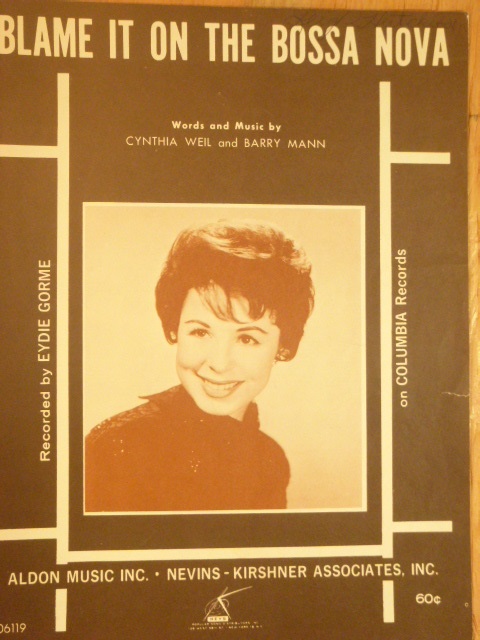 BLAME IT ON THE BOSSA NOVA
Words and Music by
CYNTHIA WEIL and BARRY MANN
Recorded by EYDIE GORME
on COLUMBIA Records
ALDON MUSIC INC. • NEVINS - KIRSHNER ASSOCIATES, INC.
60¢
06119